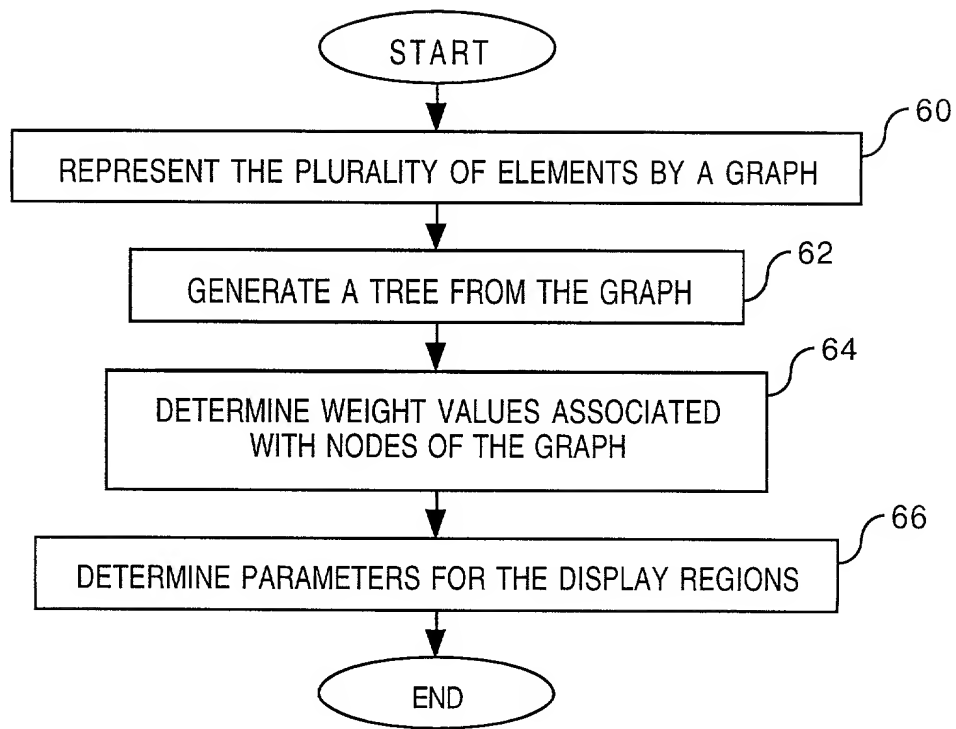 START
60
REPRESENT THE PLURALITY OF ELEMENTS BY A GRAPH
62
GENERATE A TREE FROM THE GRAPH
64
DETERMINE WEIGHT VALUES ASSOCIATED
WITH NODES OF THE GRAPH
66
DETERMINE PARAMETERS FOR THE DISPLAY REGIONS
END